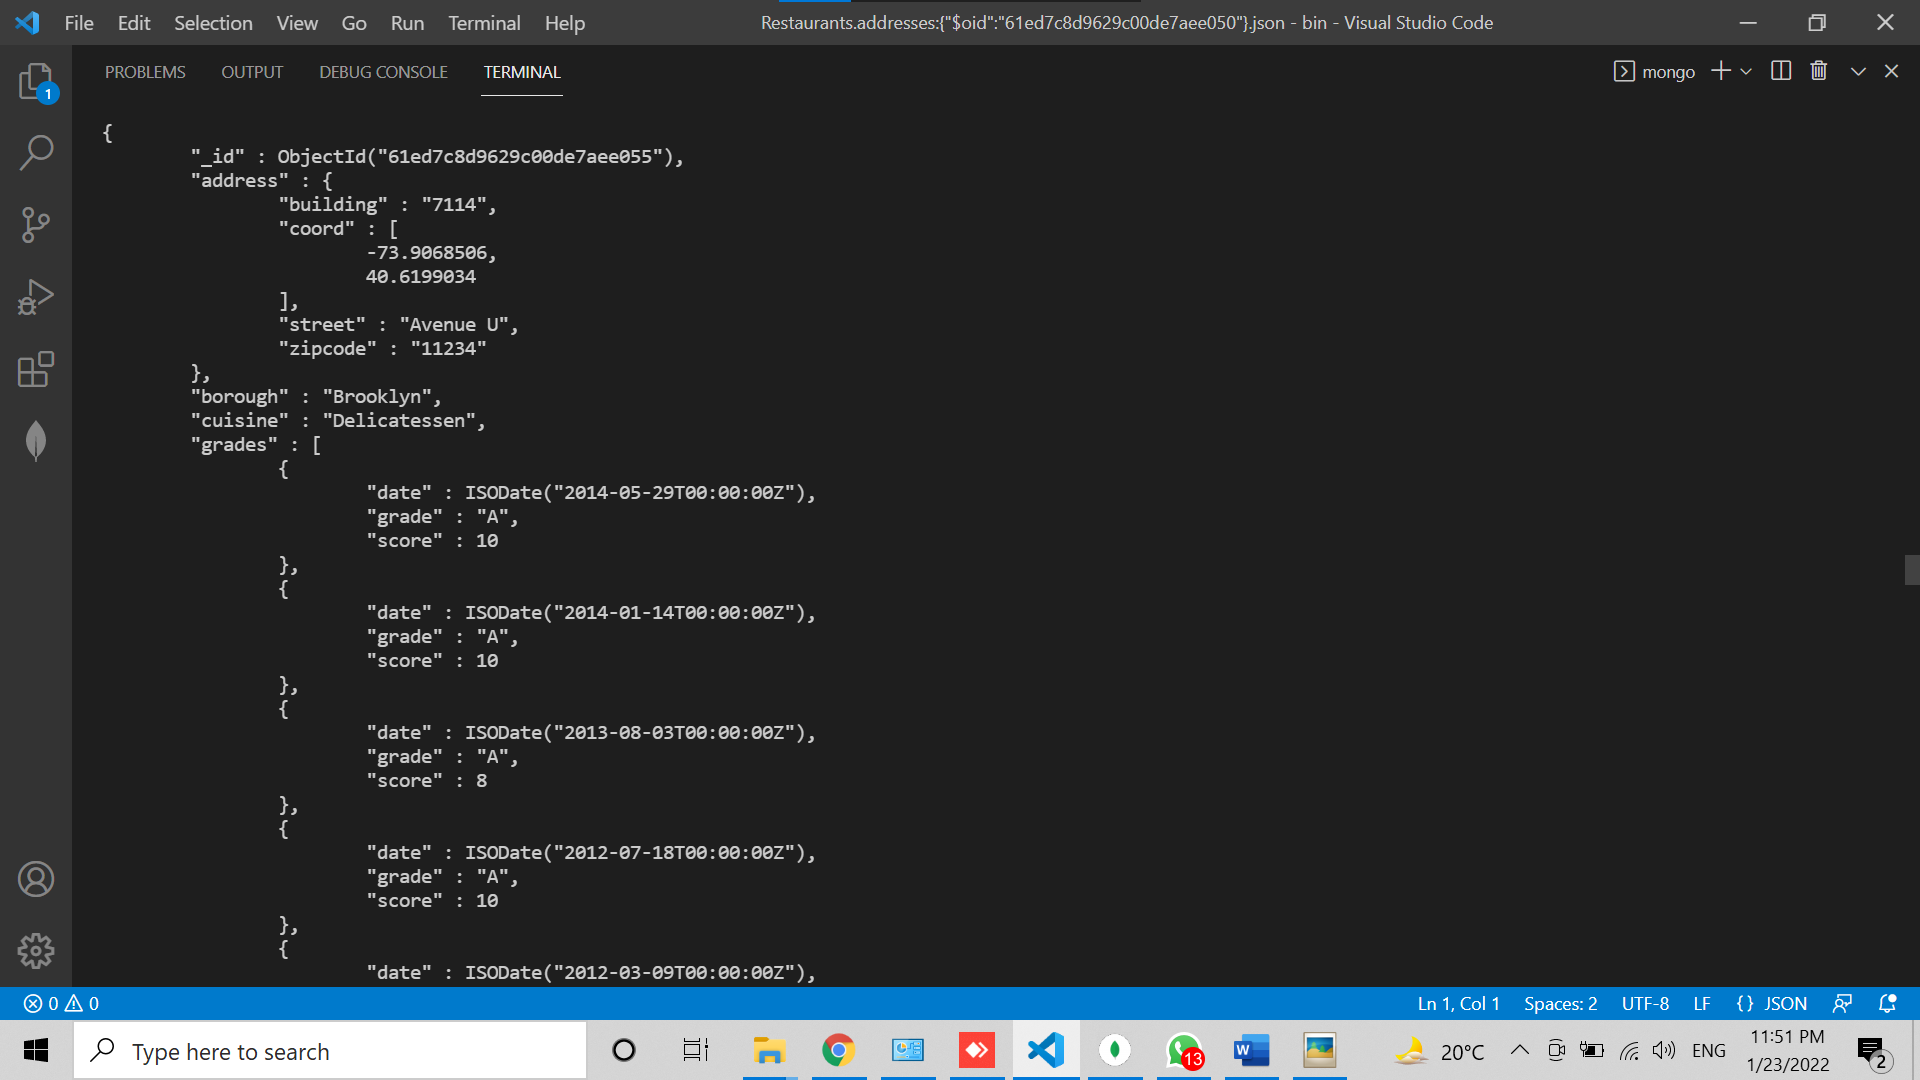 File Edit Selection View Go Run Terminal Help Restaurants.addresses:{"$oid":"61ed7c8d9629c00de7aee050"}.json - bin - Visual Studio Code
PROBLEMS OUTPUT DEBUG CONSOLE TERMINAL mongo
1
{
"_id" : ObjectId("61ed7c8d9629c00de7aee055"),
"address" : {
"building" : "7114",
"coord" : [
-73.9068506,
40.6199034
],
"street" : "Avenue U",
"zipcode" : "11234"
},
"borough" : "Brooklyn",
"cuisine" : "Delicatessen",
"grades" : [
{
"date" : ISODate("2014-05-29T00:00:00Z"),
"grade" : "A",
"score" : 10
},
{
"date" : ISODate("2014-01-14T00:00:00Z"),
"grade" : "A",
"score" : 10
},
{
"date" : ISODate("2013-08-03T00:00:00Z"),
"grade" : "A",
"score" : 8
},
{
"date" : ISODate("2012-07-18T00:00:00Z"),
"grade" : "A",
"score" : 10
},
{
"date" : ISODate("2012-03-09T00:00:00Z"),
0 0 Ln 1, Col 1 Spaces: 2 UTF-8 LF {} JSON
Type here to search 13 W 20°C ENG 11:51 PM
1/23/2022 2